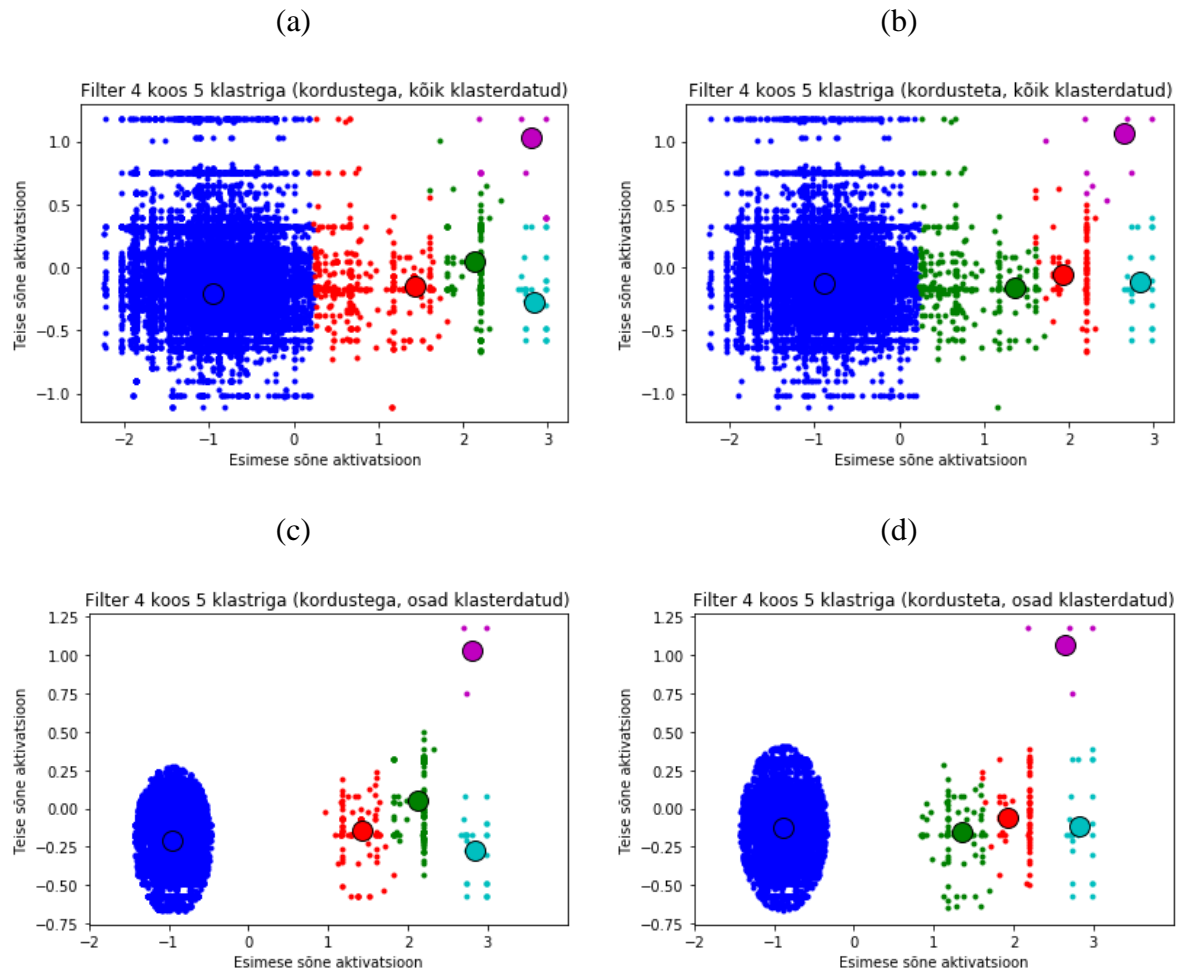 (a)
Filter 4 koos 5 klastriga (kordustega, kõik klasterdatud)
Teise sõne aktivatsioon
1.0
0.5
0.0
−0.5
−1.0
−2 −1 0 1 2 3
Esimese sõne aktivatsioon
(b)
Filter 4 koos 5 klastriga (kordusteta, kõik klasterdatud)
Teise sõne aktivatsioon
1.0
0.5
0.0
−0.5
−1.0
−2 −1 0 1 2 3
Esimese sõne aktivatsioon
(c)
Filter 4 koos 5 klastriga (kordustega, osad klasterdatud)
Teise sõne aktivatsioon
1.25
1.00
0.75
0.50
0.25
0.00
−0.25
−0.50
−0.75
−2 −1 0 1 2 3
Esimese sõne aktivatsioon
(d)
Filter 4 koos 5 klastriga (kordusteta, osad klasterdatud)
Teise sõne aktivatsioon
1.25
1.00
0.75
0.50
0.25
0.00
−0.25
−0.50
−0.75
−2 −1 0 1 2 3
Esimese sõne aktivatsioon